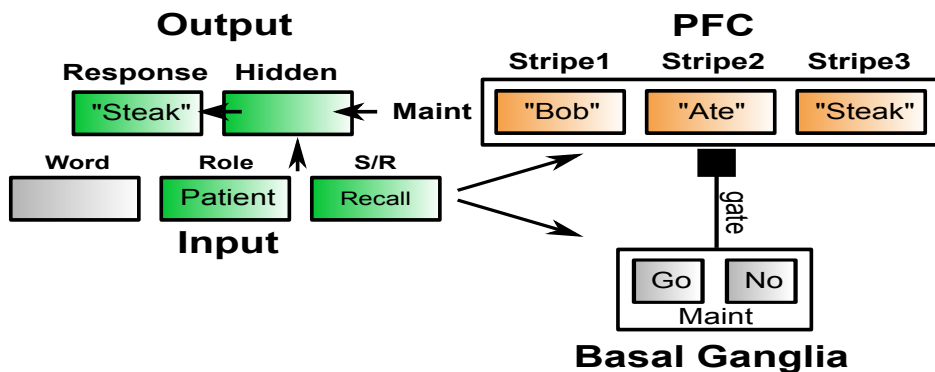 Output
PFC
Response Hidden
Stripe1 Stripe2 Stripe3
"Steak"
Maint
"Bob" "Ate" "Steak"
Word Role S/R
Patient Recall
Input
gate
Go No
Maint
Basal Ganglia